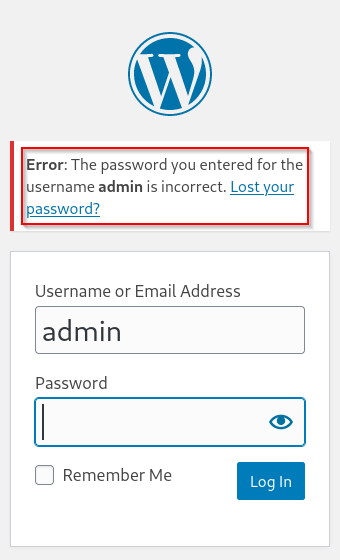 Error: The password you entered for the
username admin is incorrect. Lost your
password?
Username or Email Address
admin
Password
Remember Me
Log In